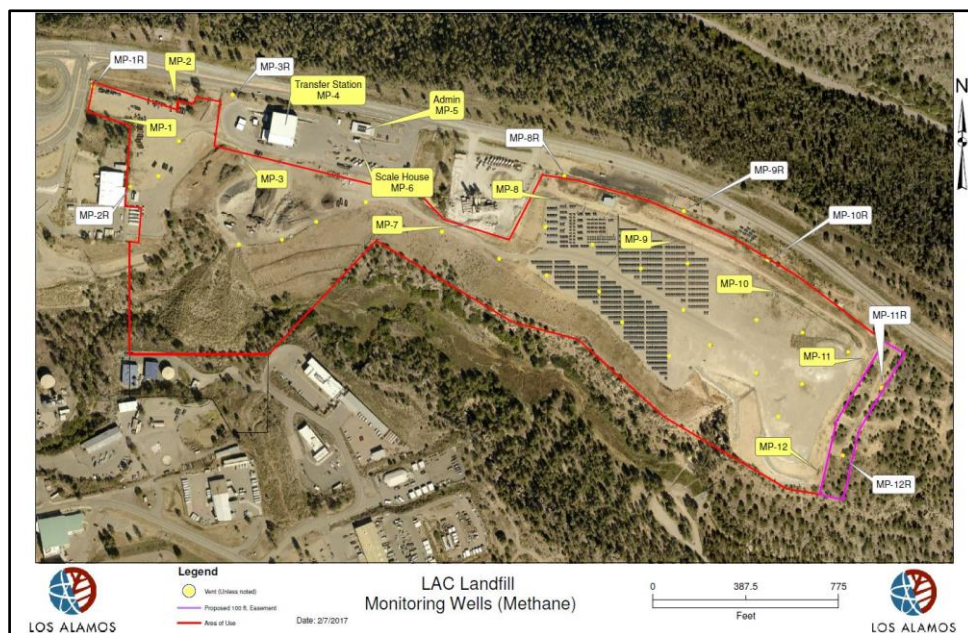 MP-1R
MP-2
MP-3R
Transfer Station
MP-4
Admin
MP-5
N
MP-1
MP-8R
MP-3
Scale House
MP-6
MP-8
MP-9R
MP-2R
MP-7
MP-9
MP-10R
MP-10
MP-11R
MP-11
MP-12
MP-12R
Legend
Vent (Unless noted)
Proposed 100 ft. Easement
Area of Use
Date: 2/7/2017
LAC Landfill
Monitoring Wells (Methane)
0 387.5 775
Feet
LOS ALAMOS
LOS ALAMOS